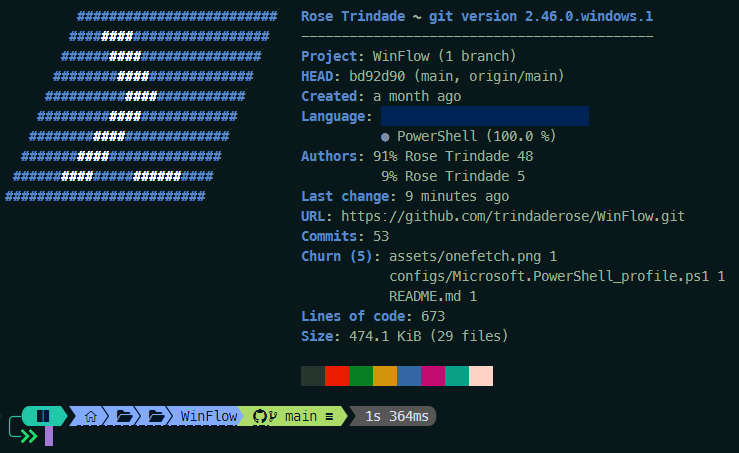 Rose Trindade ~ git version 2.46.0.windows.1
--------------------------------------------
Project: WinFlow (1 branch)
HEAD: bd92d90 (main, origin/main)
Created: a month ago
Language:
● PowerShell (100.0 %)
Authors: 91% Rose Trindade 48
9% Rose Trindade 5
Last change: 9 minutes ago
URL: https://github.com/trindaderose/WinFlow.git
Commits: 53
Churn (5): assets/onefetch.png 1
configs/Microsoft.PowerShell_profile.ps1 1
README.md 1
Lines of code: 673
Size: 474.1 KiB (29 files)
WinFlow main ≡ 1s 364ms